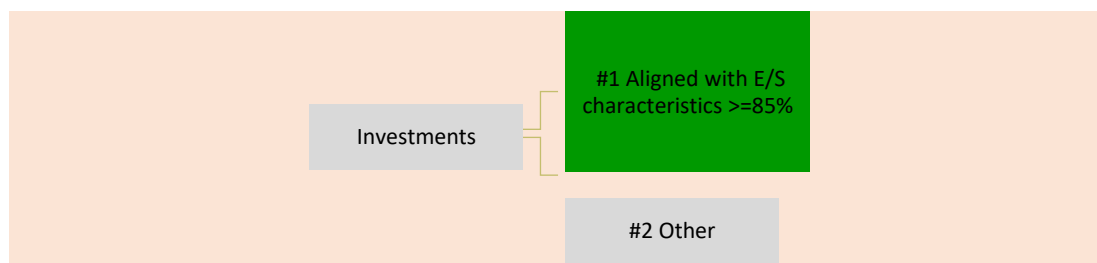 #1 Aligned with E/S
characteristics >=85%
Investments
#2 Other